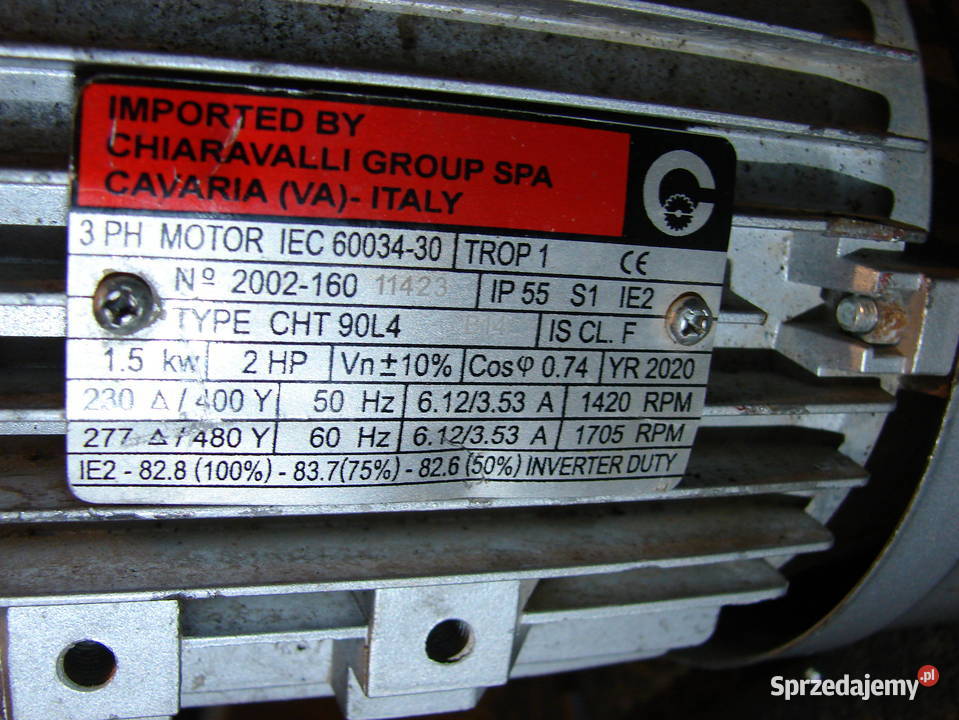 IMPORTED BY
CHIARAVALLI GROUP SPA
CAVARIA (VA)- ITALY
3 PH MOTOR IEC 60034-30 TROP 1 CE
Nº 2002-160 11423 IP 55 S1 IE2
TYPE CHT 90L4 B14 IS CL. F
1.5 kw 2 HP Vn ±10% Cosφ 0.74 YR 2020
230 Δ / 400 Y 50 Hz 6.12/3.53 A 1420 RPM
277 Δ / 480 Y 60 Hz 6.12/3.53 A 1705 RPM
IE2 - 82.8 (100%) - 83.7(75%) - 82.6 (50%) INVERTER DUTY
Sprzedajemy.pl